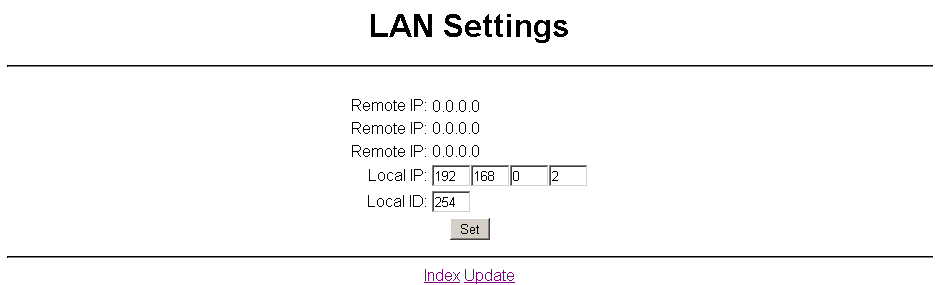 LAN Settings
Remote IP: 0.0.0.0
Remote IP: 0.0.0.0
Remote IP: 0.0.0.0
Local IP: 192 168 0 2
Local ID: 254
Set
Index Update